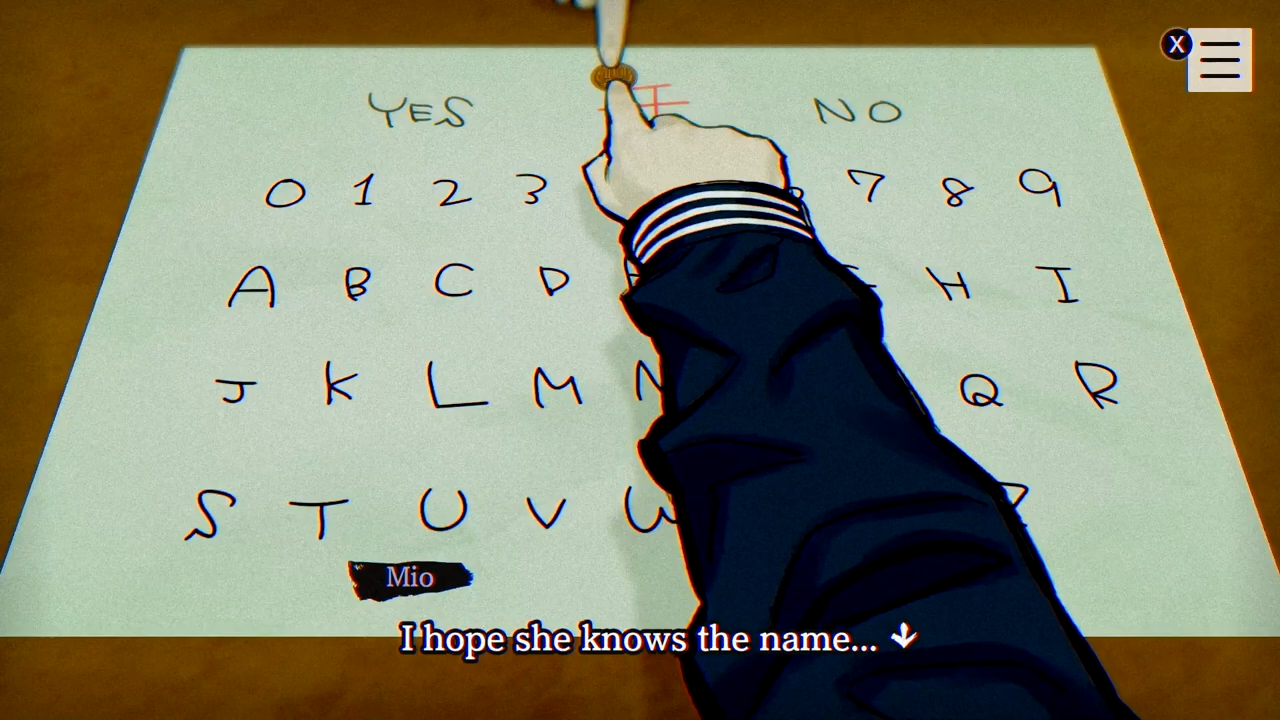 X
YES NO
0 1 2 3 7 8 9
A B C D H I
J K L M N Q R
S T U V W
Mio
I hope she knows the name...